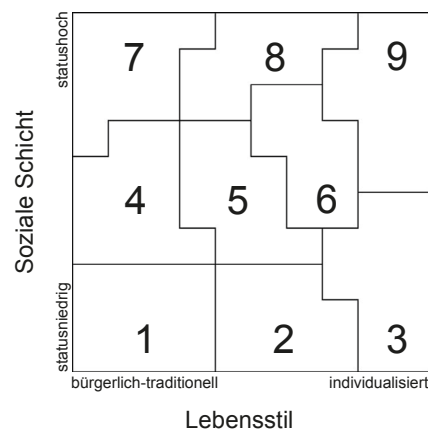 statushoch
7
8
9
Soziale Schicht
4
5
6
statusniedrig
1
2
3
bürgerlich-traditionell
individualisiert
Lebensstil